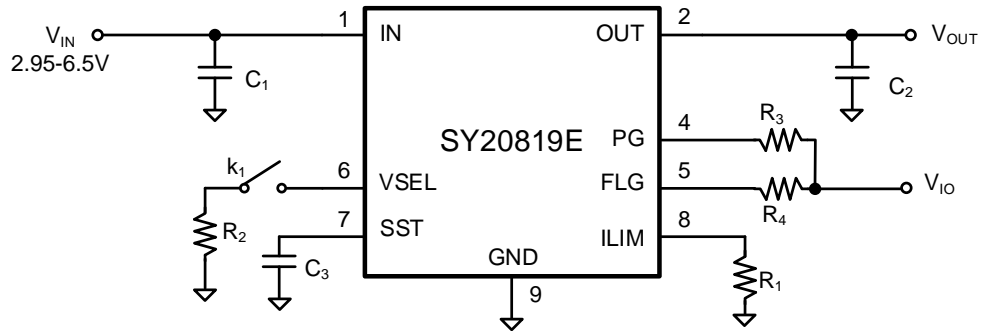 V_IN
2.95-6.5V
1
IN
OUT
2
V_OUT
C_1
C_2
SY20819E
PG
4
R_3
k_1
6
VSEL
FLG
5
R_4
V_IO
R_2
7
SST
ILIM
8
C_3
GND
R_1
9